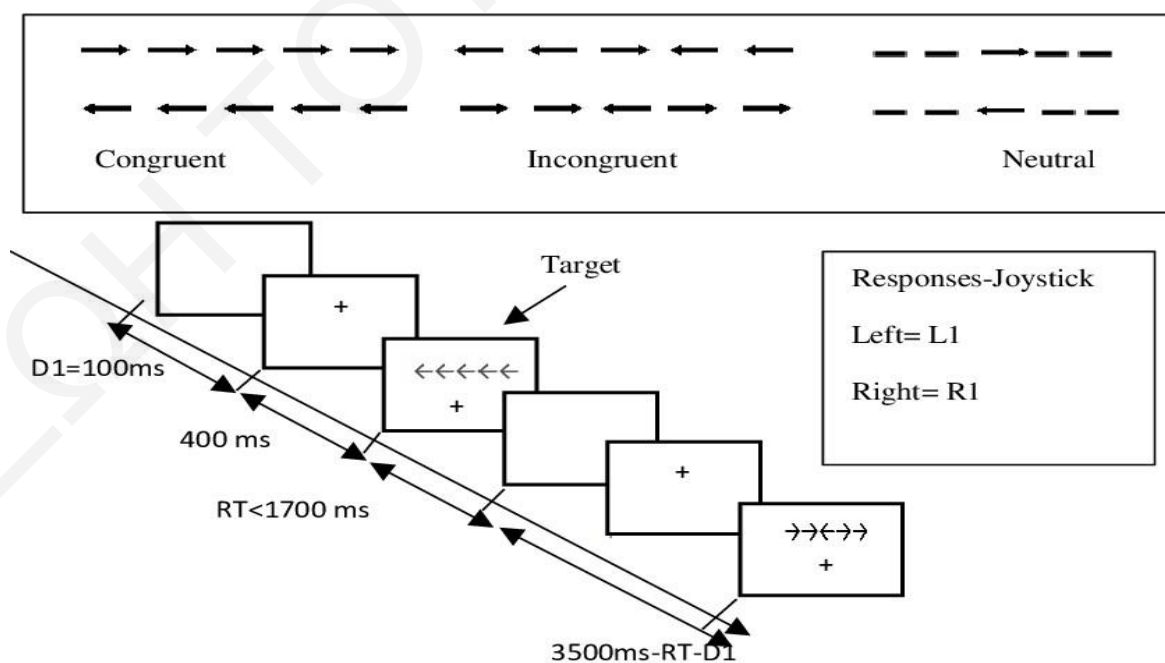 Congruent
Incongruent
Neutral
Target
Responses-Joystick
Left= L1
Right= R1
D1=100ms
400 ms
RT<1700 ms
3500ms-RT-D1
+
←←←←←
+
+
→→←→→
+